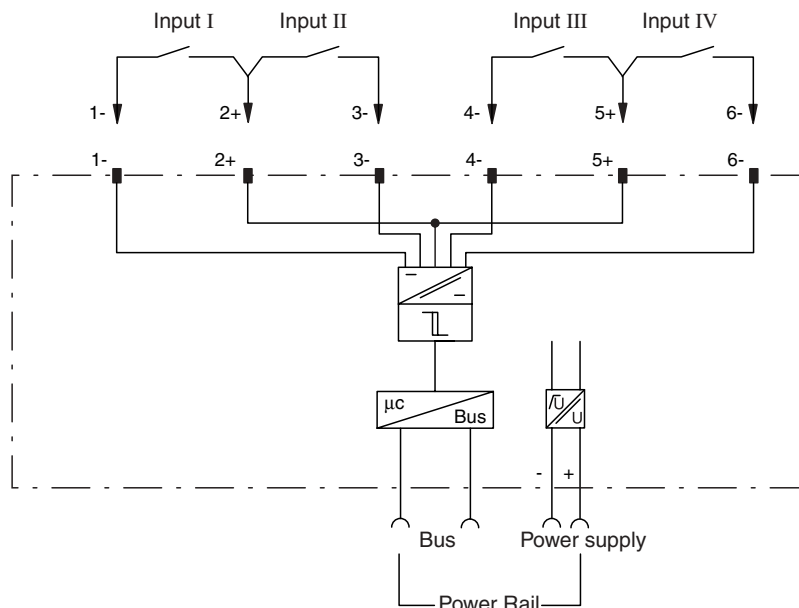 Input I Input II Input III Input IV
1- 2+ 3- 4- 5+ 6-
1- 2+ 3- 4- 5+ 6-
µc
Bus
U
U
- +
Bus Power supply
Power Rail